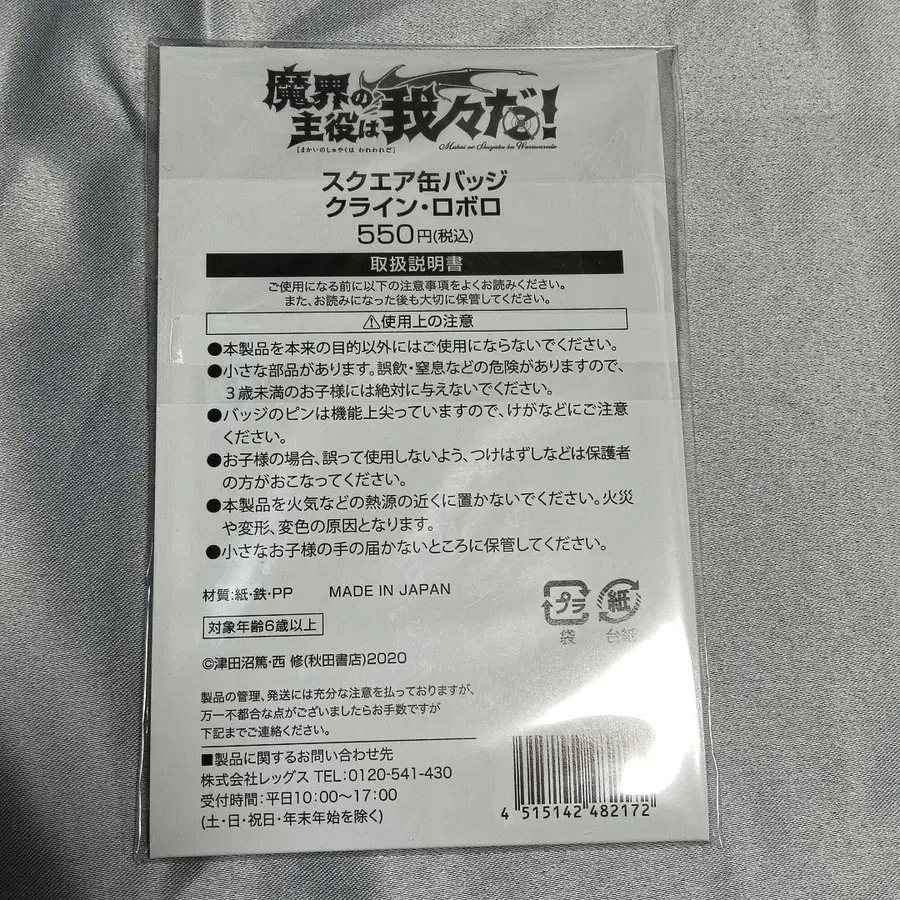 魔界の
主役は
我々だ!
[まかいのしゅやくは われわれだ]
Makai no Shuyaku ha Wareware da
スクエア缶バッジ
クライン・ロボロ
550円(税込)
取扱説明書
ご使用になる前に以下の注意事項をよくお読みください。
また、お読みになった後も大切に保管してください。
⚠使用上の注意
●本製品を本来の目的以外にはご使用にならないでください。
●小さな部品があります。誤飲・窒息などの危険がありますので、
３歳未満のお子様には絶対に与えないでください。
●バッジのピンは機能上尖っていますので、けがなどにご注意
ください。
●お子様の場合、誤って使用しないよう、つけはずしなどは保護者
の方がおこなってください。
●本製品を火気などの熱源の近くに置かないでください。火災
や変形、変色の原因となります。
●小さなお子様の手の届かないところに保管してください。
材質:紙・鉄・PP MADE IN JAPAN
対象年齢6歳以上
プラ
袋
紙
台紙
©津田沼篤・西 修(秋田書店)2020
製品の管理、発送には充分な注意を払っておりますが、
万一不都合な点がございましたらお手数ですが
下記までご連絡ください。
■製品に関するお問い合わせ先
株式会社レッグス TEL:0120-541-430
受付時間:平日10:00〜17:00
(土・日・祝日・年末年始を除く)
4 515142 482172